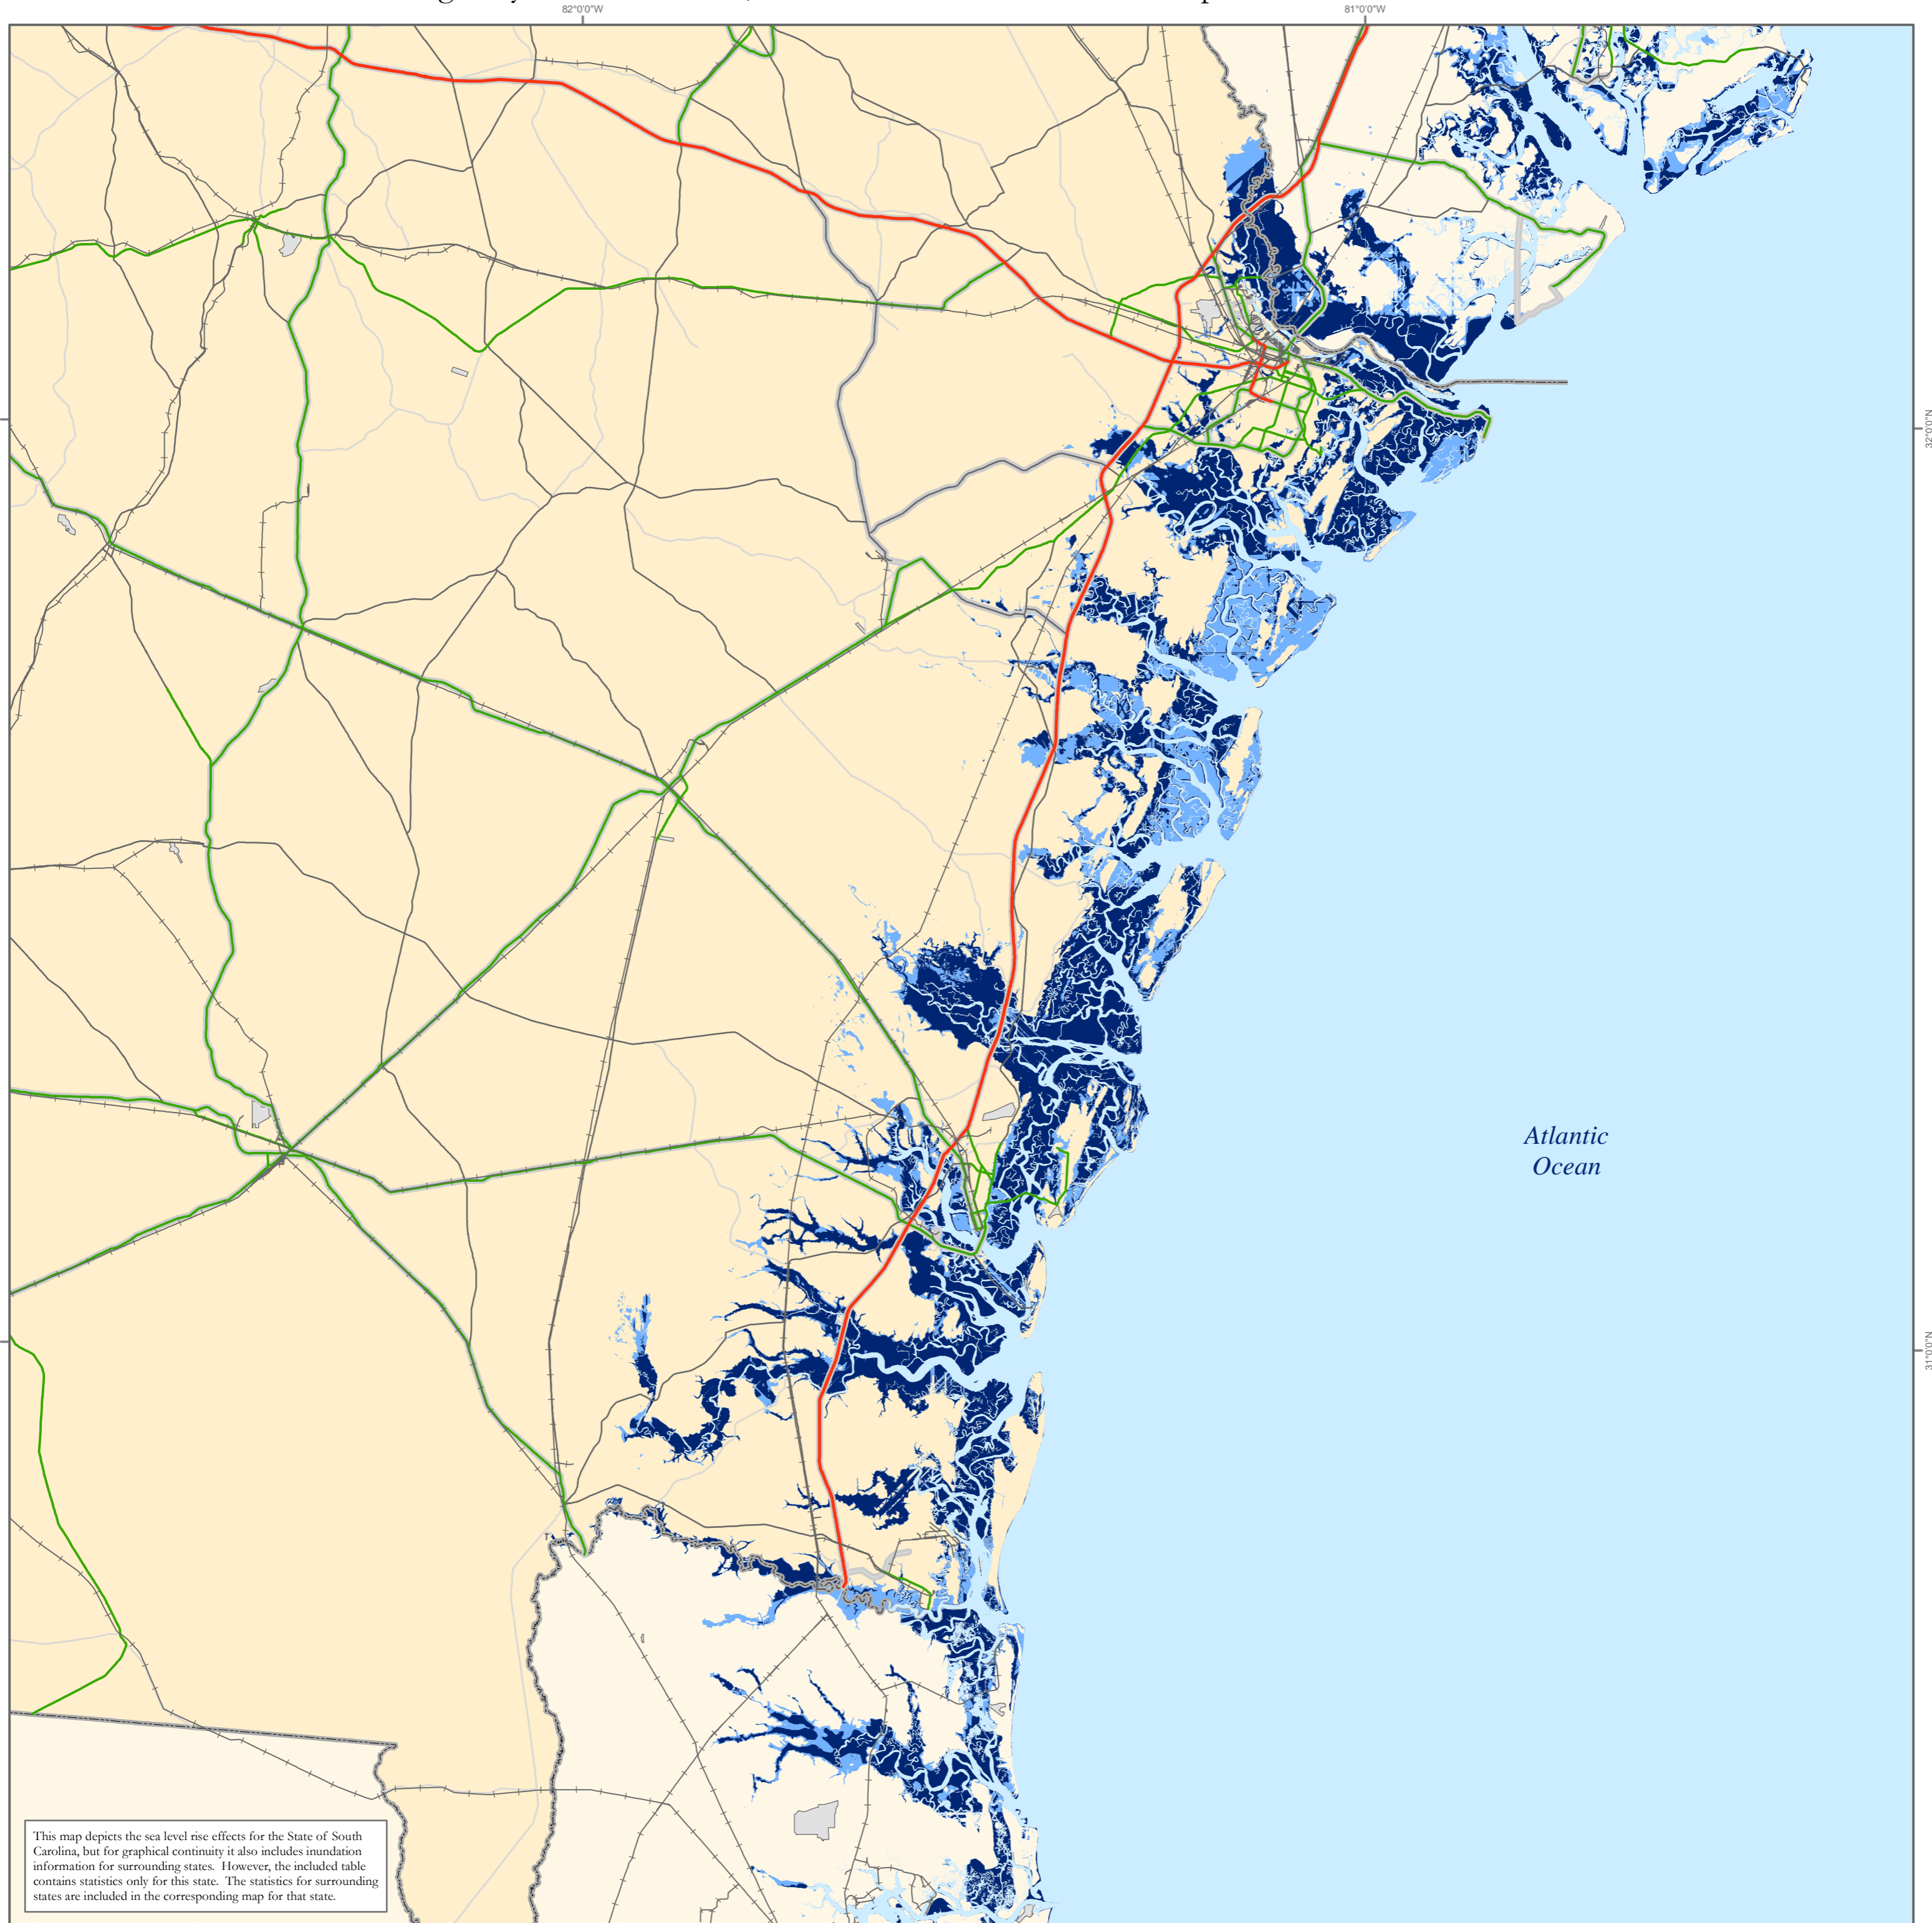 82°0'0"W
81°0'0"W
32°0'0"N
Atlantic
Ocean
31°0'0"N
This map depicts the sea level rise effects for the State of South
Carolina, but for graphical continuity it also includes inundation
information for surrounding states. However, the included table
contains statistics only for this state. The statistics for surrounding
states are included in the corresponding map for that state.